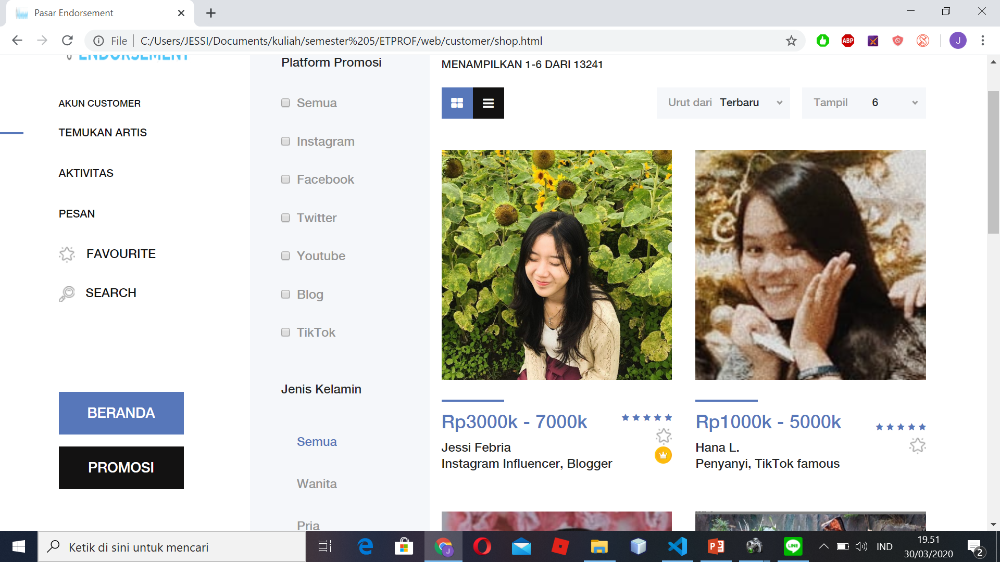 Pasar Endorsement
File
C:/Users/JESSI/Documents/kuliah/semester%205/ETPROF/web/customer/shop.html
ABP
J
ENDORSEMENT
AKUN CUSTOMER
TEMUKAN ARTIS
AKTIVITAS
PESAN
FAVOURITE
SEARCH
BERANDA
PROMOSI
Platform Promosi
Semua
Instagram
Facebook
Twitter
Youtube
Blog
TikTok
Jenis Kelamin
Semua
Wanita
Pria
MENAMPILKAN 1-6 DARI 13241
Urut dari Terbaru
Tampil 6
Rp3000k - 7000k
Jessi Febria
Instagram Influencer, Blogger
Rp1000k - 5000k
Hana L.
Penyanyi, TikTok famous
Ketik di sini untuk mencari
J
LINE
IND
19.51
30/03/2020
2